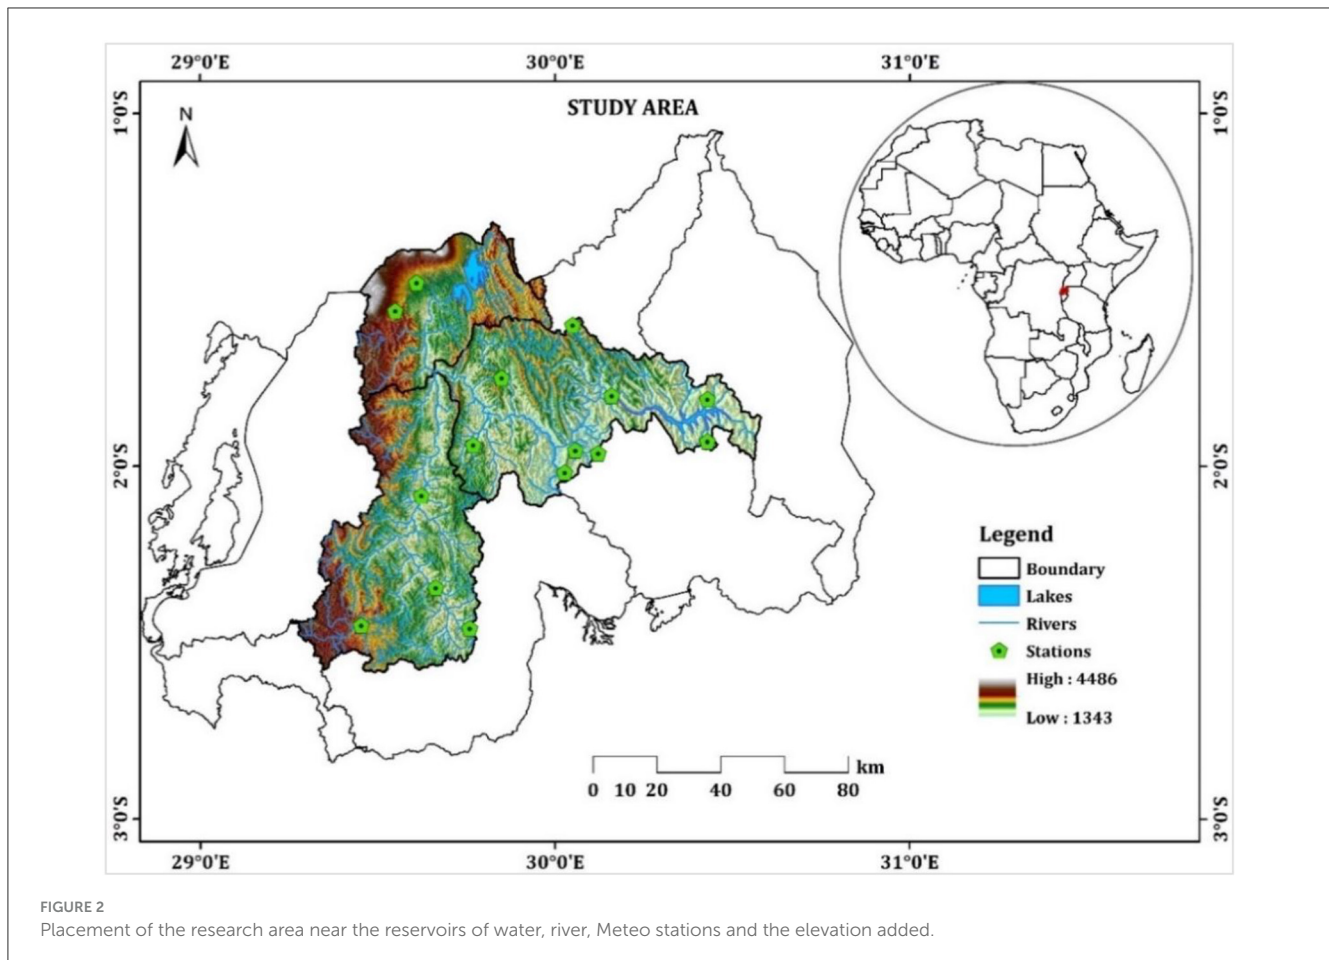 29°0'E 30°0'E 31°0'E
1°0'S
1°0'S
STUDY AREA
N
2°0'S
2°0'S
Legend
Boundary
Lakes
Rivers
Stations
High : 4486
Low : 1343
km
0 10 20 40 60 80
3°0'S
3°0'S
29°0'E 30°0'E 31°0'E
FIGURE 2
Placement of the research area near the reservoirs of water, river, Meteo stations and the elevation added.